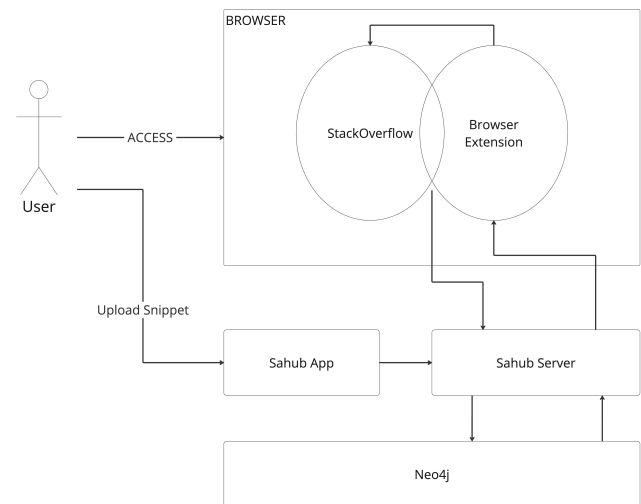 BROWSER
StackOverflow
Browser
Extension
ACCESS
User
Upload Snippet
Sahub App
Sahub Server
Neo4j